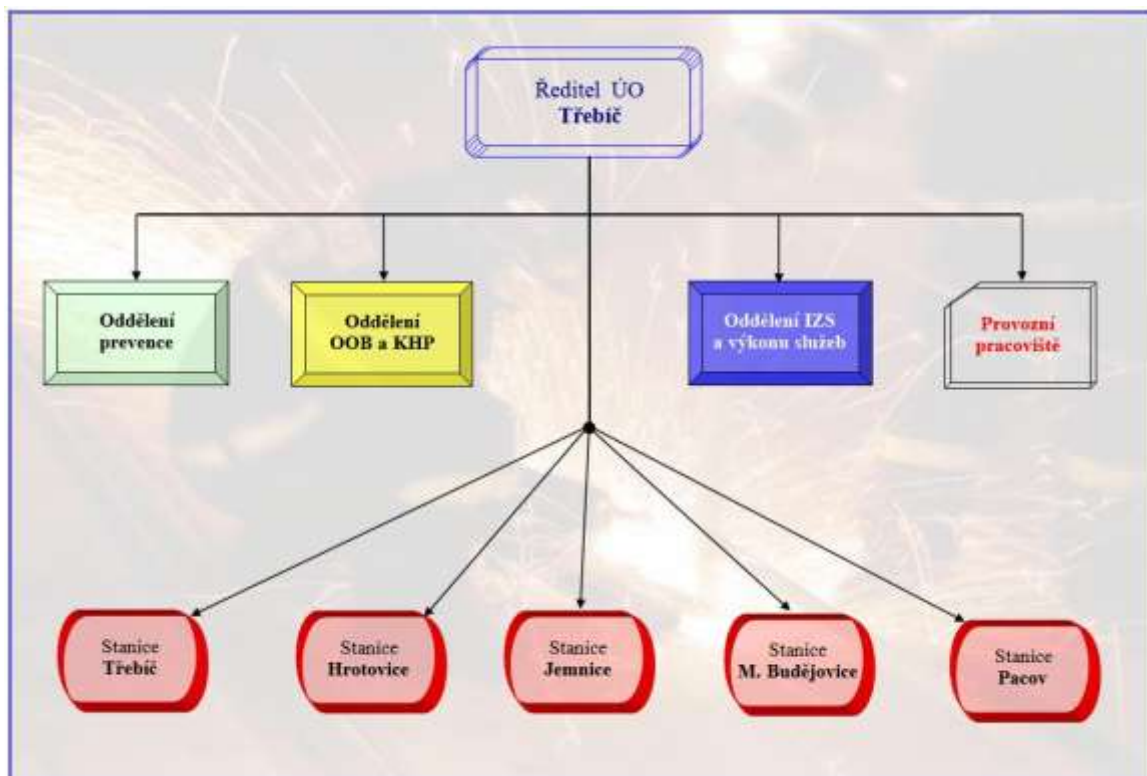 Ředitel ÚO
Třebíč
Oddělení
prevence
Oddělení
OOB a KHP
Oddělení IZS
a výkonu služeb
Provozní
pracoviště
Stanice
Třebíč
Stanice
Hrotovice
Stanice
Jemnice
Stanice
M. Budějovice
Stanice
Pacov